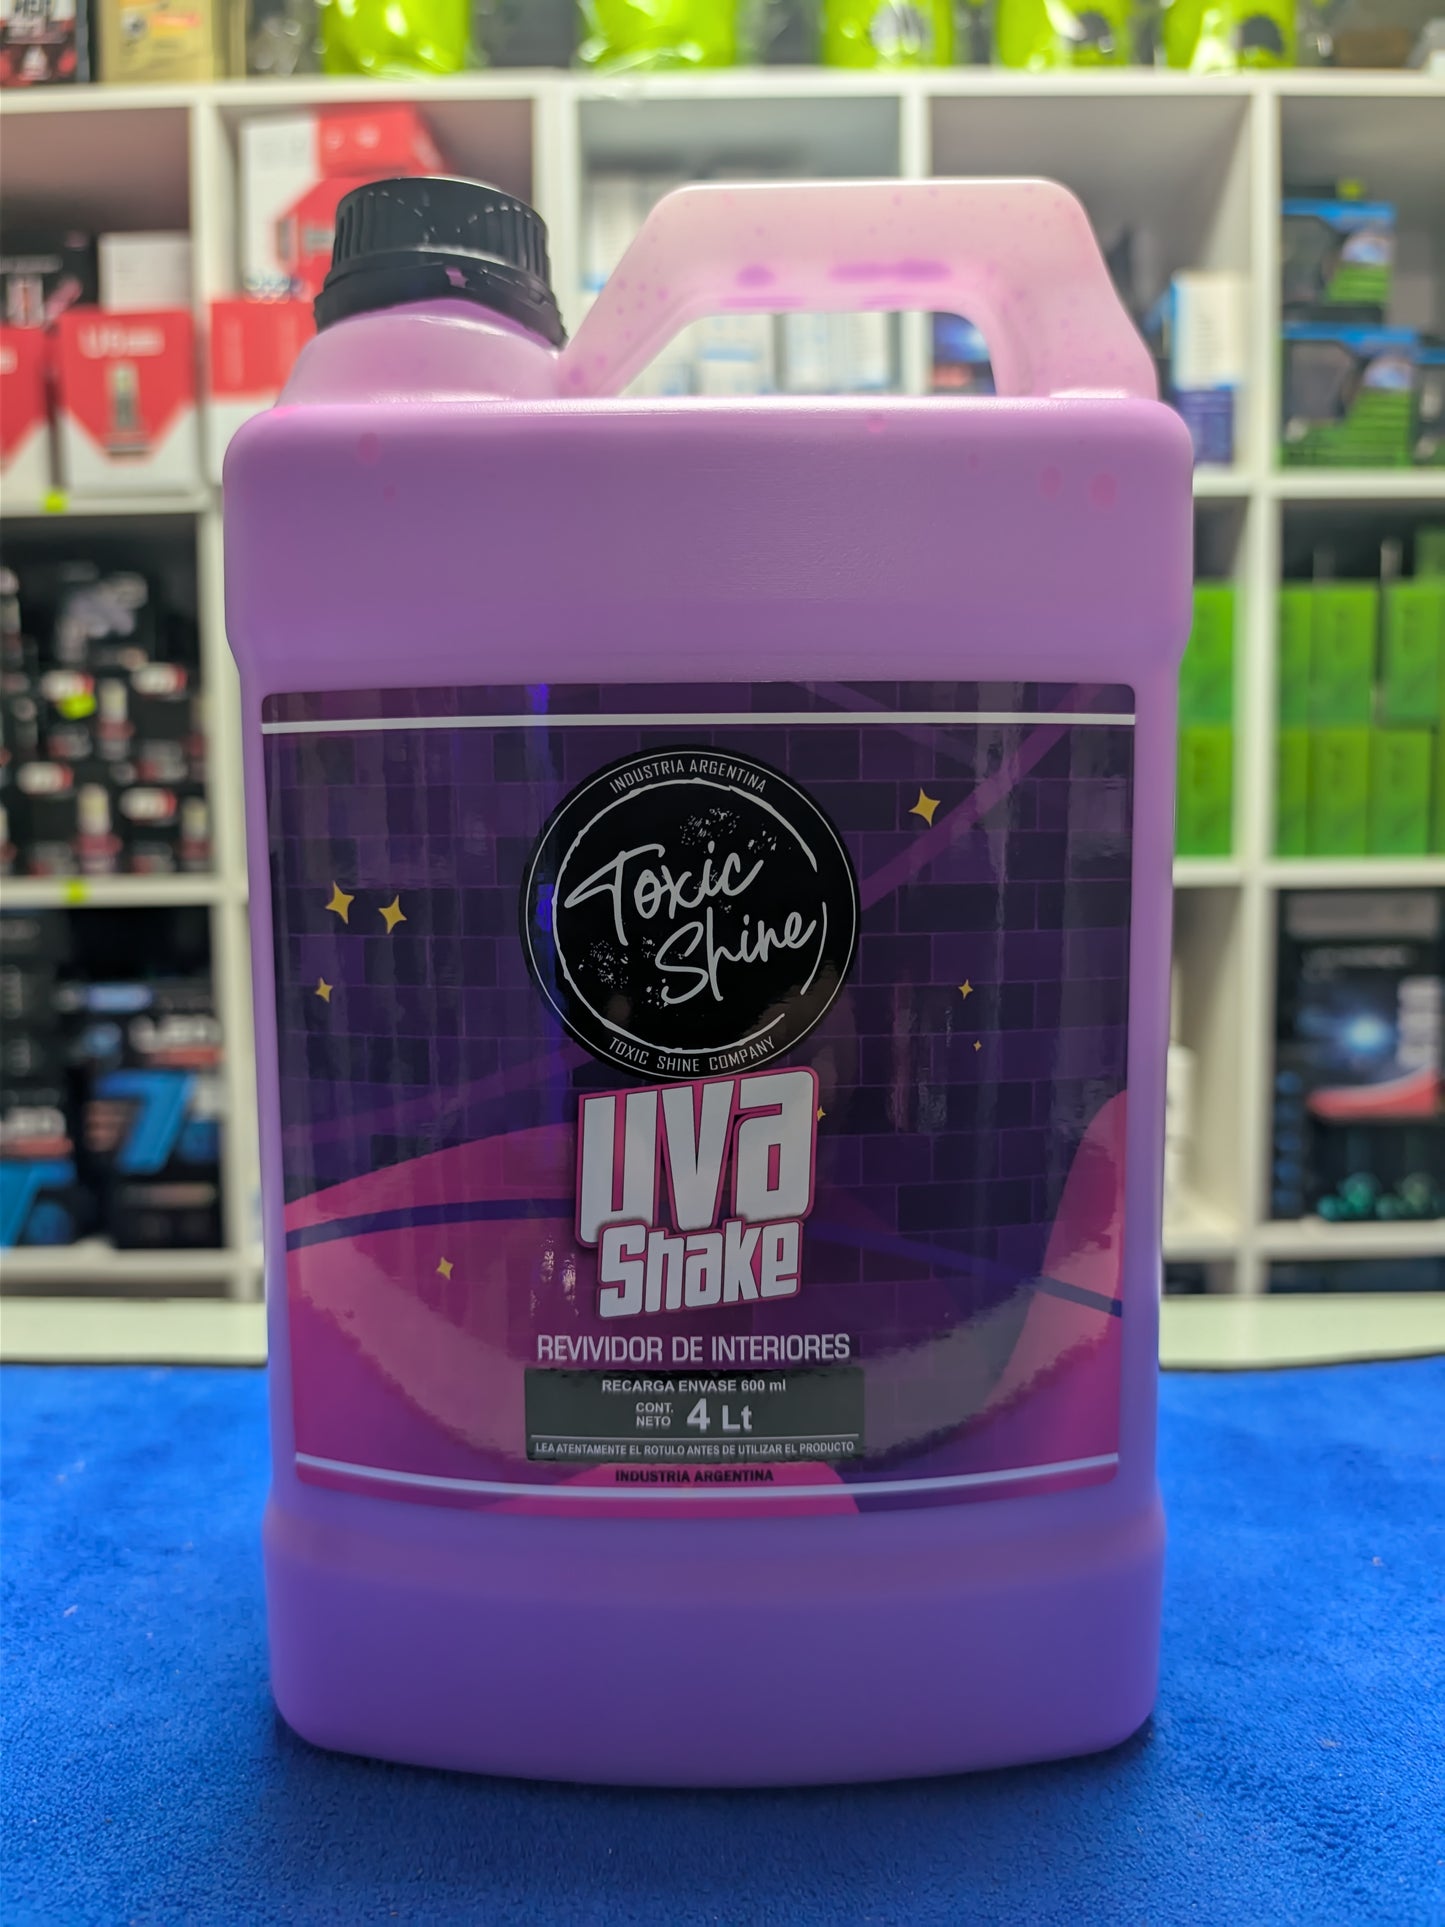 INDUSTRIA ARGENTINA
Toxic
Shine
TOXIC SHINE COMPANY
UVa
Shake
REVIVIDOR DE INTERIORES
RECARGA ENVASE 600 ml
CONT.
NETO 4 Lt
LEA ATENTAMENTE EL ROTULO ANTES DE UTILIZAR EL PRODUCTO
INDUSTRIA ARGENTINA